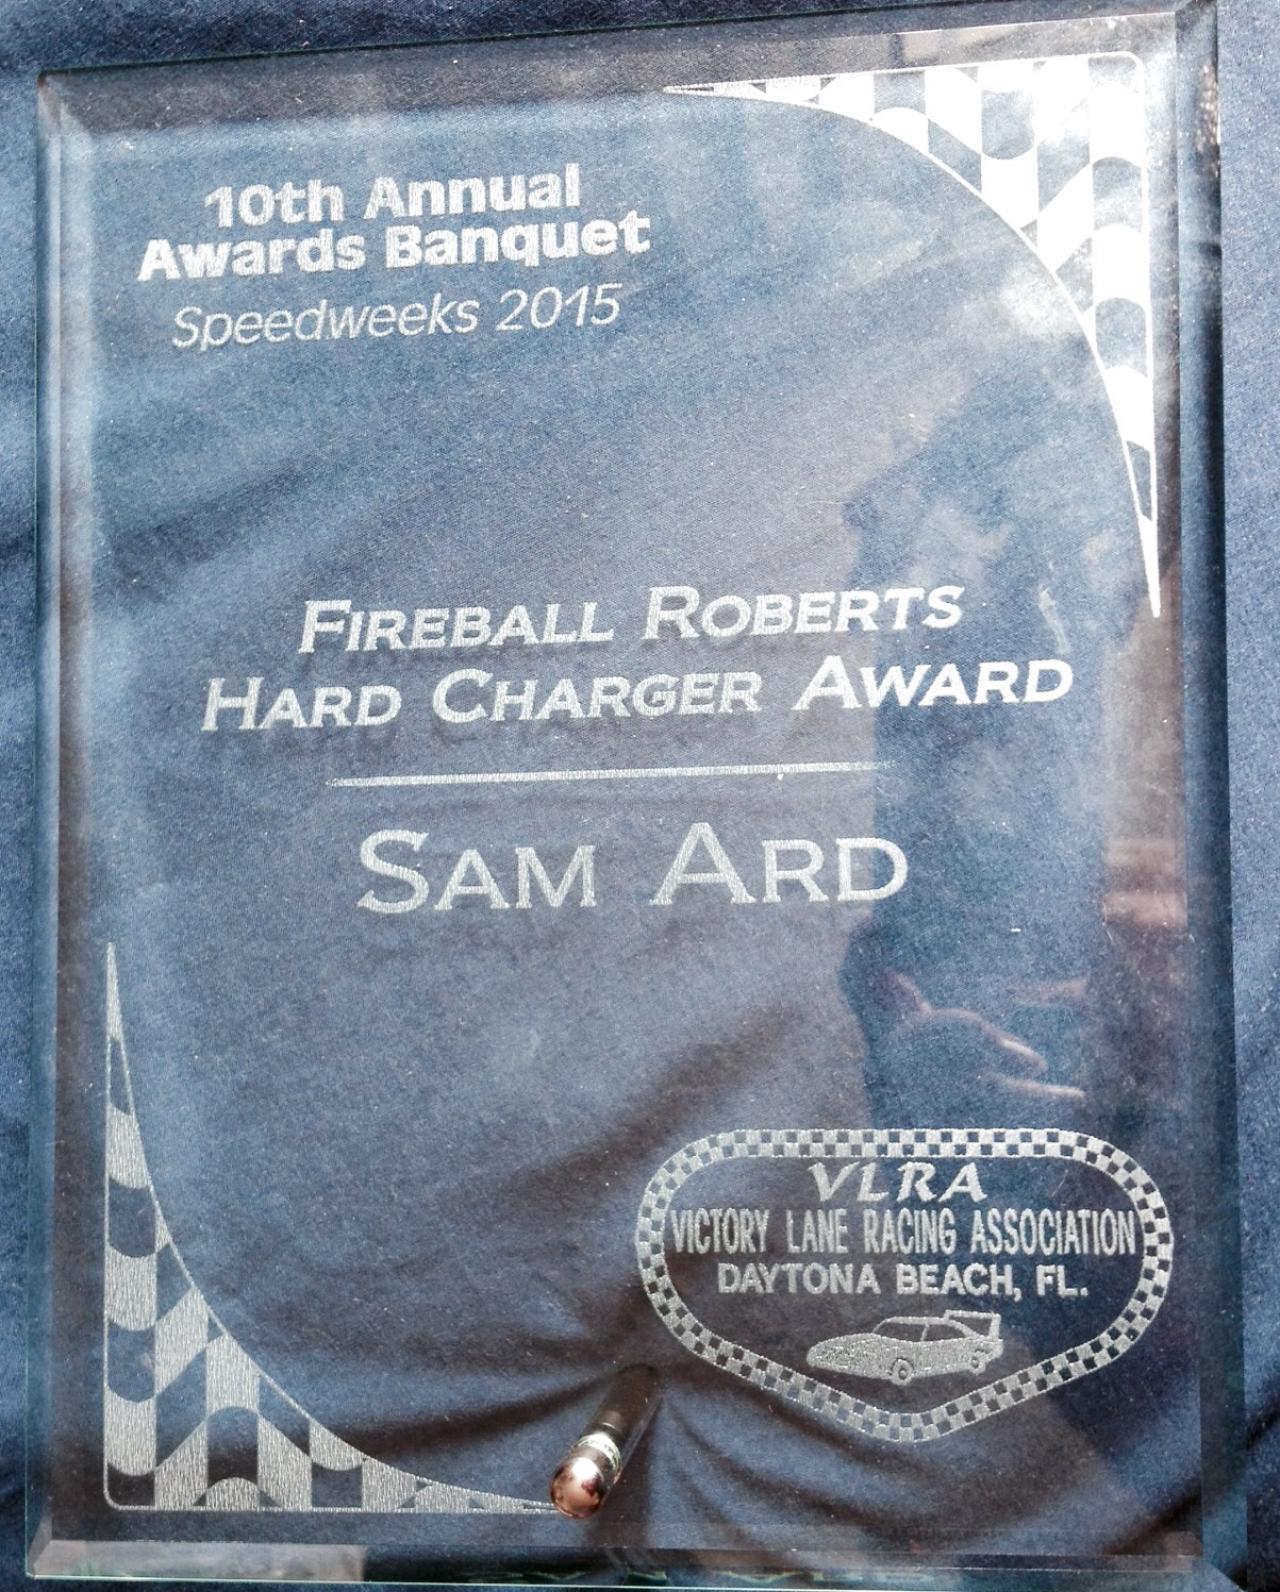 10th Annual
Awards Banquet
Speedweeks 2015
FIREBALL ROBERTS
HARD CHARGER AWARD
SAM ARD
VLRA
VICTORY LANE RACING ASSOCIATION
DAYTONA BEACH, FL.